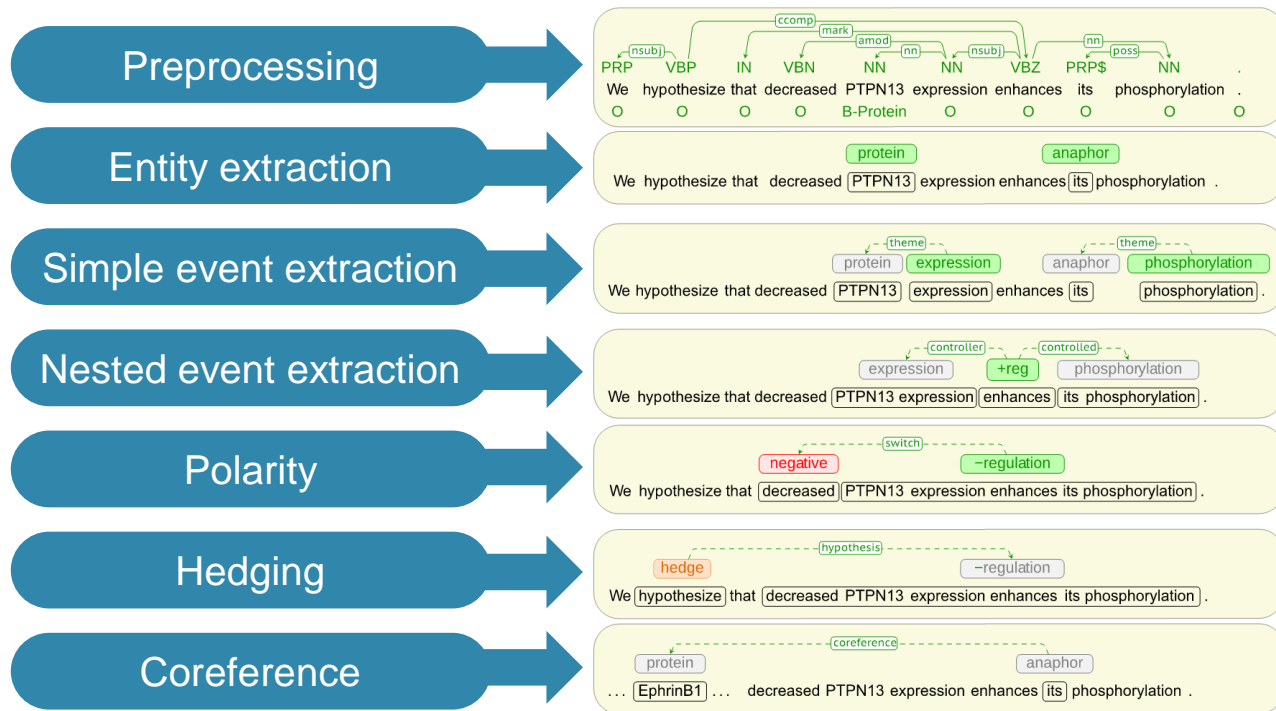 Preprocessing
ccomp
mark
amod
nsubj nn nsubj nn poss
PRP VBP IN VBN NN NN VBZ PRP$ NN .
We hypothesize that decreased PTPN13 expression enhances its phosphorylation .
O O O O B-Protein O O O O O
Entity extraction
protein anaphor
We hypothesize that decreased PTPN13 expression enhances its phosphorylation .
Simple event extraction
theme theme
protein expression anaphor phosphorylation
We hypothesize that decreased PTPN13 expression enhances its phosphorylation .
Nested event extraction
controller controlled
expression +reg phosphorylation
We hypothesize that decreased PTPN13 expression enhances its phosphorylation .
Polarity
switch
negative −regulation
We hypothesize that decreased PTPN13 expression enhances its phosphorylation .
Hedging
hypothesis
hedge −regulation
We hypothesize that decreased PTPN13 expression enhances its phosphorylation .
Coreference
coreference
protein anaphor
... EphrinB1 ... decreased PTPN13 expression enhances its phosphorylation .